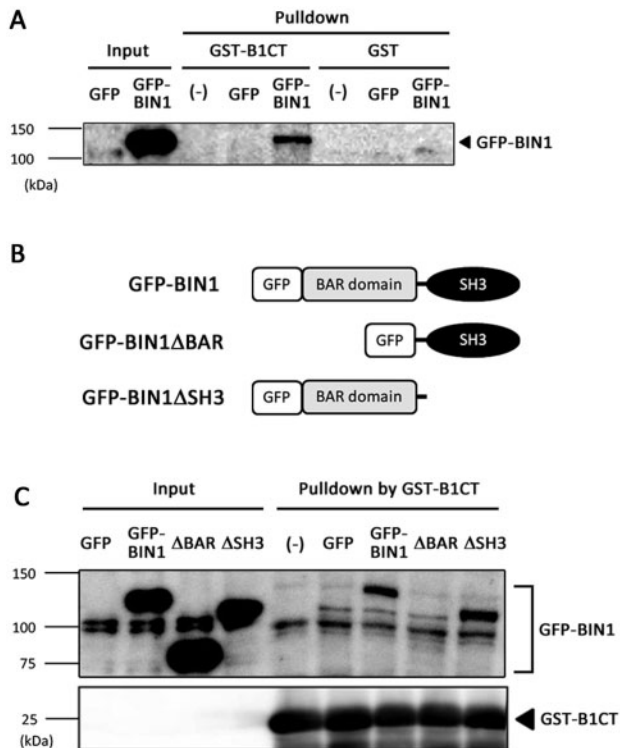 A
Pulldown
Input GST-B1CT GST
GFP GFP-BIN1 (-) GFP GFP-BIN1 (-) GFP GFP-BIN1
150
100
(kDa)
GFP-BIN1
B
GFP-BIN1 GFP BAR domain SH3
GFP-BIN1ΔBAR GFP SH3
GFP-BIN1ΔSH3 GFP BAR domain
C
Input Pulldown by GST-B1CT
GFP GFP-BIN1 ΔBAR ΔSH3 (-) GFP GFP-BIN1 ΔBAR ΔSH3
150
100
75
GFP-BIN1
25
(kDa)
GST-B1CT